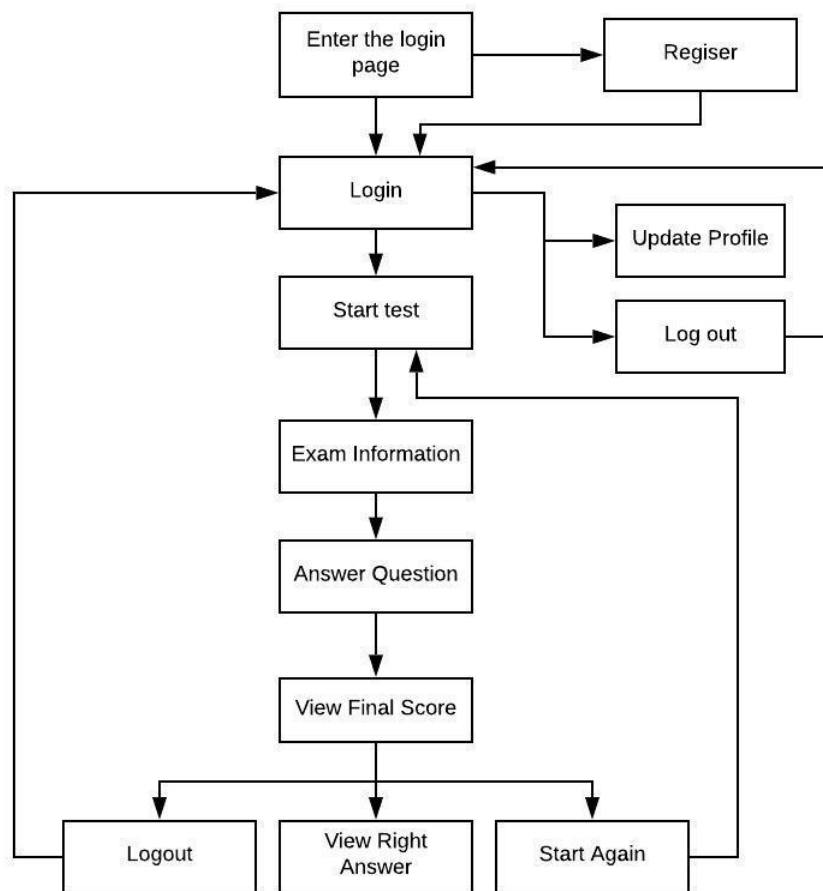 Enter the login
page
Regiser
Login
Update Profile
Start test
Log out
Exam Information
Answer Question
View Final Score
Logout
View Right
Answer
Start Again